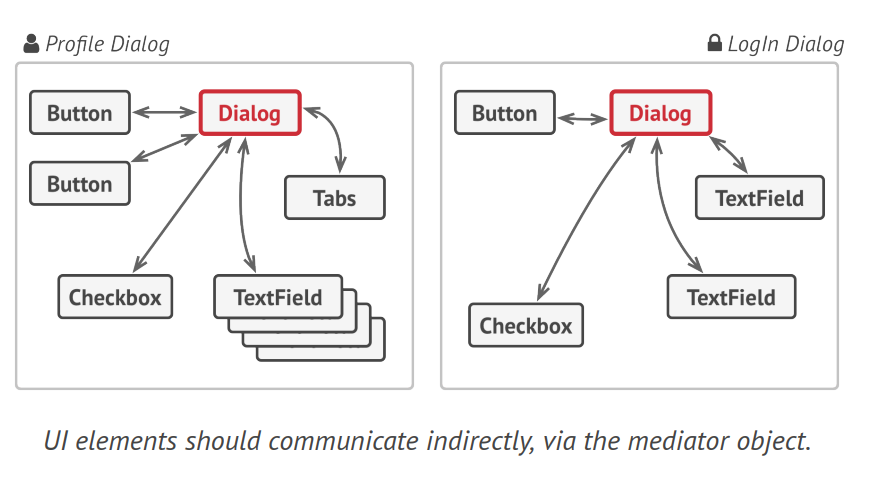 Profile Dialog
LogIn Dialog
Button
Dialog
Button
Tabs
Checkbox
TextField
Button
Dialog
TextField
TextField
Checkbox
UI elements should communicate indirectly, via the mediator object.